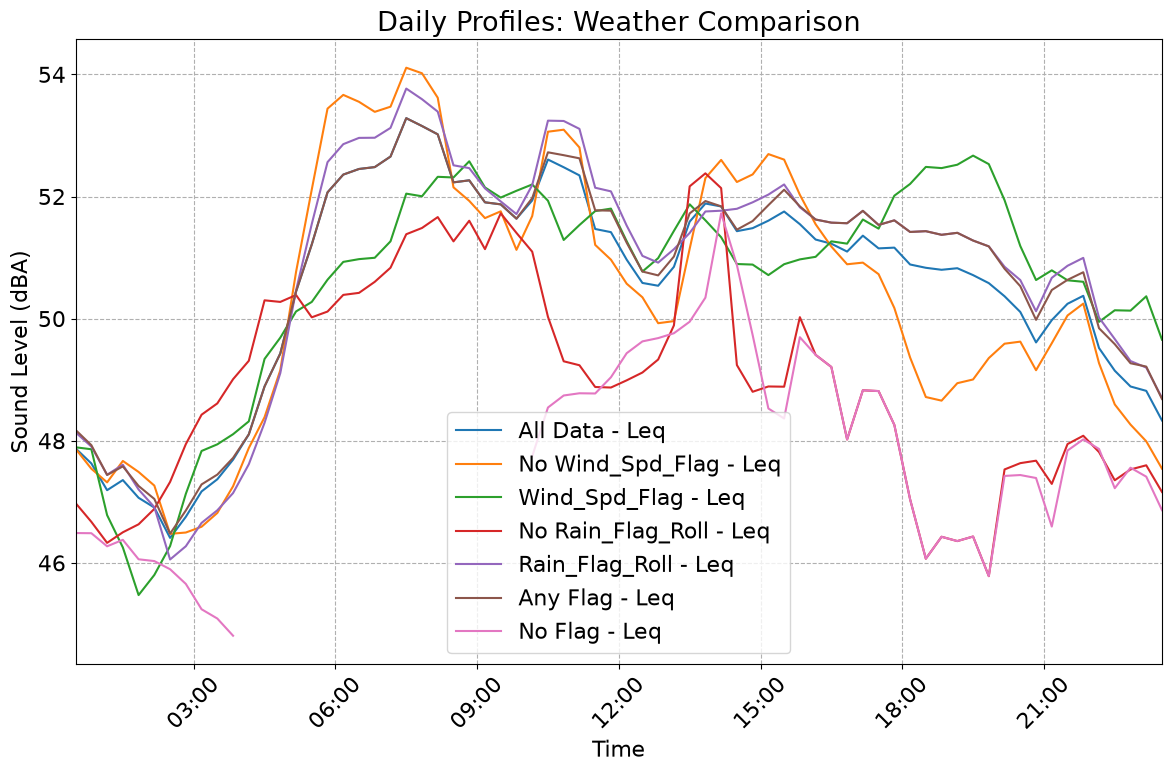 Daily Profiles: Weather Comparison
54
52
50
48
46
Sound Level (dBA)
All Data - Leq
No Wind_Spd_Flag - Leq
Wind_Spd_Flag - Leq
No Rain_Flag_Roll - Leq
Rain_Flag_Roll - Leq
Any Flag - Leq
No Flag - Leq
03:00
06:00
09:00
12:00
15:00
18:00
21:00
Time